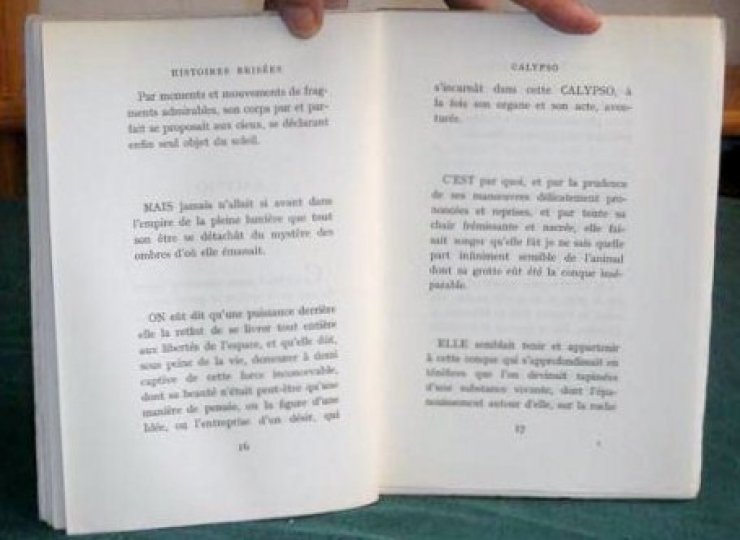 HISTOIRES BRISÉES
Par moments et mouvements de frag-
ments admirables, son corps pur et par-
fait se proposait aux cieux, se déclarant
enfin seul objet du soleil.
MAIS jamais n'allait si avant dans
l'empire de la pleine lumière que tout
son être se détachât du mystère des
ombres d'où elle émanait.
ON eût dit qu'une puissance derrière
elle la retînt de se livrer tout entière
aux libertés de l'espace, et qu'elle dût,
sous peine de la vie, demeurer à demi
captive de cette force inconcevable,
dont sa beauté n'était peut-être qu'une
manière de pensée, ou la figure d'une
Idée, ou l'entreprise d'un désir, qui
16
CALYPSO
s'incarnât dans cette CALYPSO, à
la fois son organe et son acte, aven-
turée.
C'EST par quoi, et par la prudence
de ses manœuvres délicatement pro-
noncées et reprises, et par toute sa
chair frémissante et nacrée, elle fai-
sait songer qu'elle fût je ne sais quelle
part infiniment sensible de l'animal
dont sa grotte eût été la conque insé-
parable.
ELLE semblait tenir et appartenir
à cette conque qui s'approfondissait en
ténèbres que l'on devinait tapissées
d'une substance vivante, dont l'épa-
nouissement autour d'elle, sur la roche
17